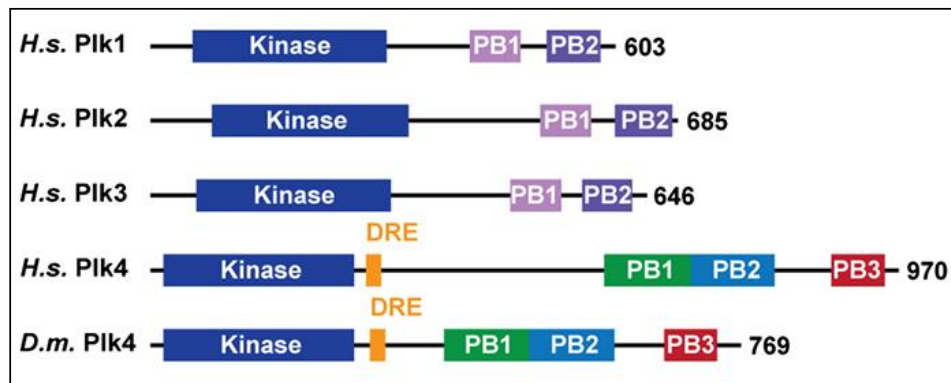 H.s. Plk1 Kinase PB1 PB2 603
H.s. Plk2 Kinase PB1 PB2 685
H.s. Plk3 Kinase PB1 PB2 646
DRE
H.s. Plk4 Kinase PB1 PB2 PB3 970
DRE
D.m. Plk4 Kinase PB1 PB2 PB3 769